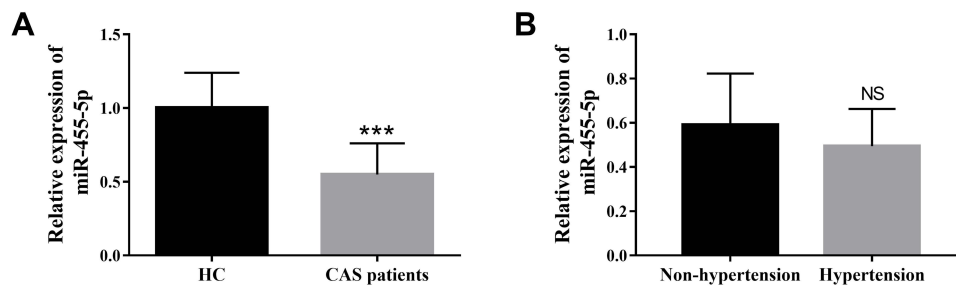 A
Relative expression of
miR-455-5p
1.5
1.0
0.5
0.0
***
HC
CAS patients
B
Relative expression of
miR-455-5p
1.0
0.8
0.6
0.4
0.2
0.0
NS
Non-hypertension
Hypertension